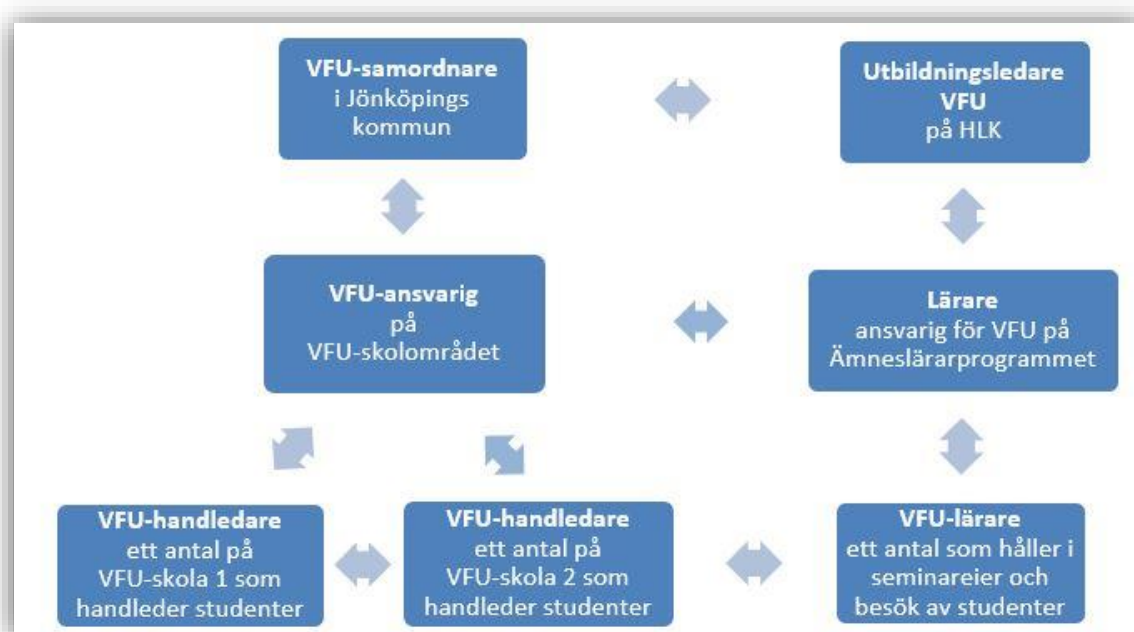 VFU-samordnare
i Jönköpings
kommun
Utbildningsledare
VFU
på HLK
VFU-ansvarig
på
VFU-skolområdet
Lärare
ansvarig för VFU på
Ämneslärarprogrammet
VFU-handledare
ett antal på
VFU-skola 1 som
handleder studenter
VFU-handledare
ett antal på
VFU-skola 2 som
handleder studenter
VFU-lärare
ett antal som håller i
seminareier och
besök av studenter